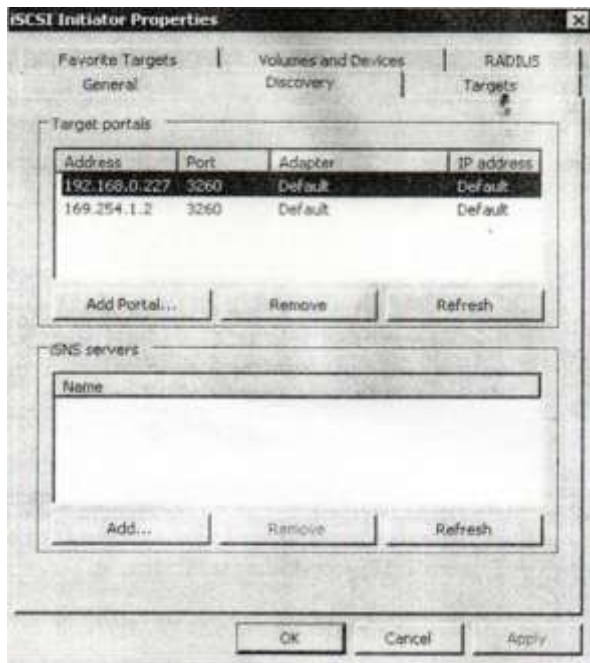 iSCSI Initiator Properties
Favorite Targets Volumes and Devices RADIUS
General Discovery Targets
Target portals
Address Port Adapter IP address
192.168.0.227 3260 Default Default
169.254.1.2 3260 Default Default
Add Portal... Remove Refresh
iSNS servers
Name
Add... Remove Refresh
OK Cancel Apply